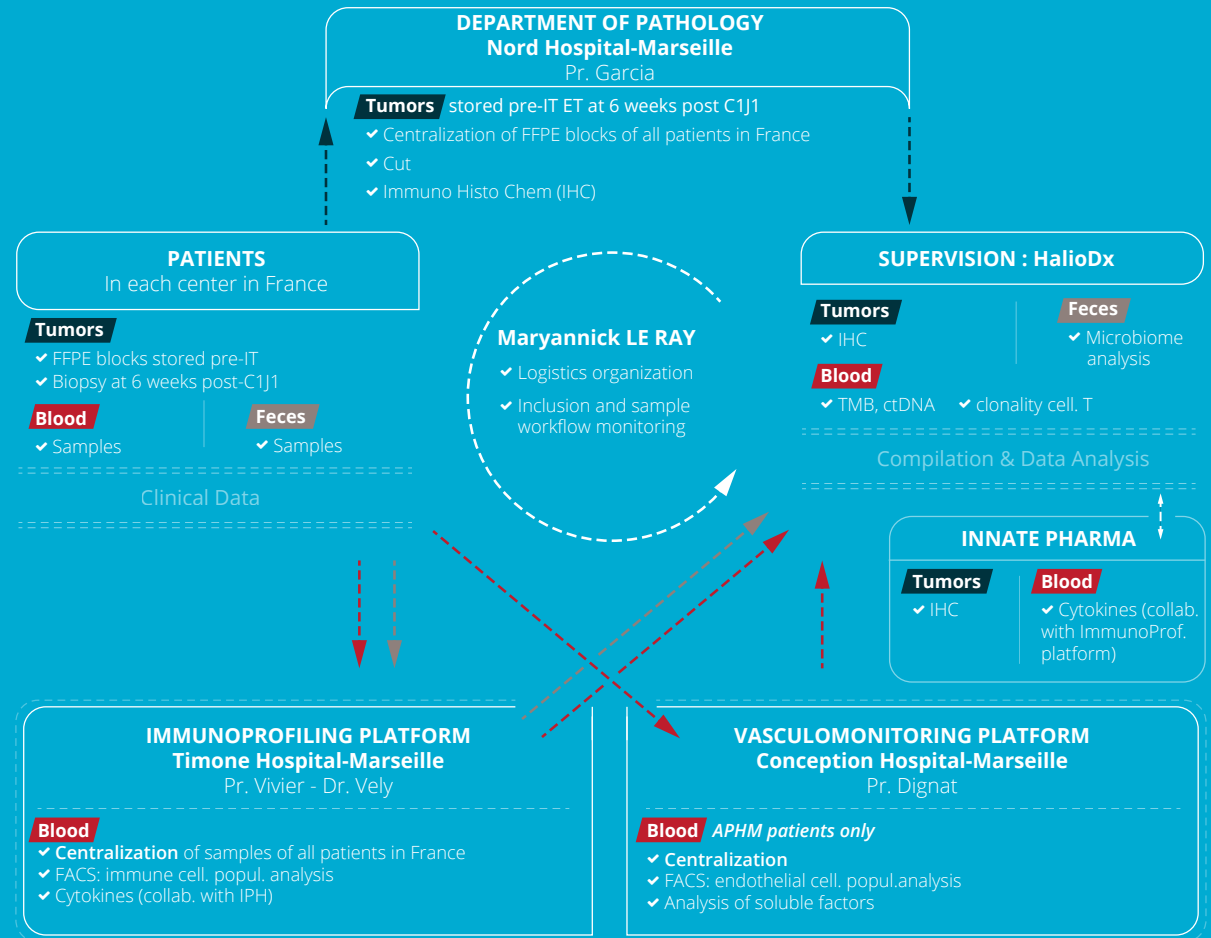 DEPARTMENT OF PATHOLOGY
Nord Hospital-Marseille
Pr. Garcia
Tumors stored pre-IT ET at 6 weeks post C1J1
✔ Centralization of FFPE blocks of all patients in France
✔ Cut
✔ Immuno Histo Chem (IHC)
PATIENTS
In each center in France
Tumors
✔ FFPE blocks stored pre-IT
✔ Biopsy at 6 weeks post-C1J1
Blood
✔ Samples
Feces
✔ Samples
Clinical Data
Maryannick LE RAY
✔ Logistics organization
✔ Inclusion and sample
workflow monitoring
SUPERVISION : HalioDx
Tumors
✔ IHC
Feces
✔ Microbiome
analysis
Blood
✔ TMB, ctDNA ✔ clonality cell. T
Compilation & Data Analysis
INNATE PHARMA
Tumors
✔ IHC
Blood
✔ Cytokines (collab.
with ImmunoProf.
platform)
IMMUNOPROFILING PLATFORM
Timone Hospital-Marseille
Pr. Vivier - Dr. Vely
Blood
✔ Centralization of samples of all patients in France
✔ FACS: immune cell. popul. analysis
✔ Cytokines (collab. with IPH)
VASCULOMONITORING PLATFORM
Conception Hospital-Marseille
Pr. Dignat
Blood APHM patients only
✔ Centralization
✔ FACS: endothelial cell. popul.analysis
✔ Analysis of soluble factors